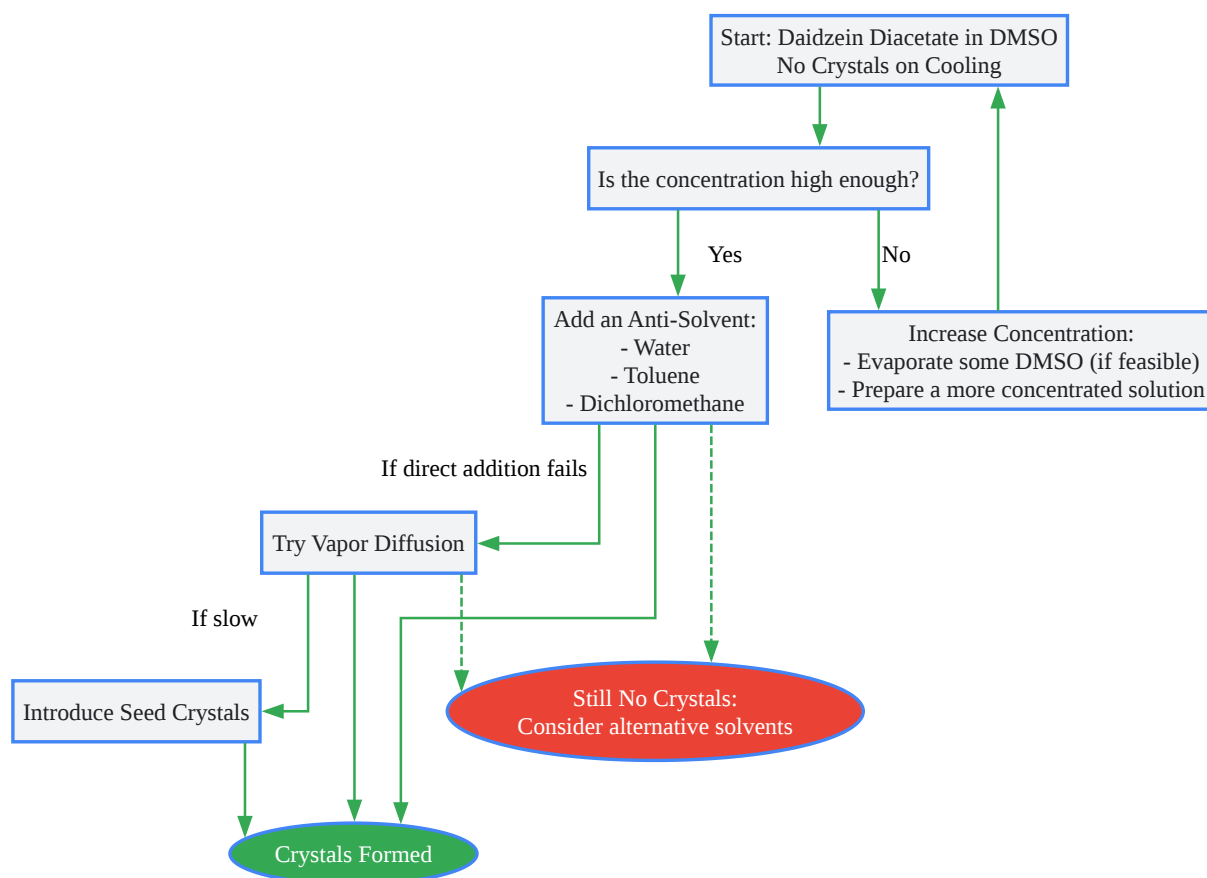 Start: Daidzein Diacetate in DMSO
No Crystals on Cooling
Is the concentration high enough?
Yes
No
Add an Anti-Solvent:
- Water
- Toluene
- Dichloromethane
Increase Concentration:
- Evaporate some DMSO (if feasible)
- Prepare a more concentrated solution
If direct addition fails
Try Vapor Diffusion
If slow
Introduce Seed Crystals
Still No Crystals:
Consider alternative solvents
Crystals Formed